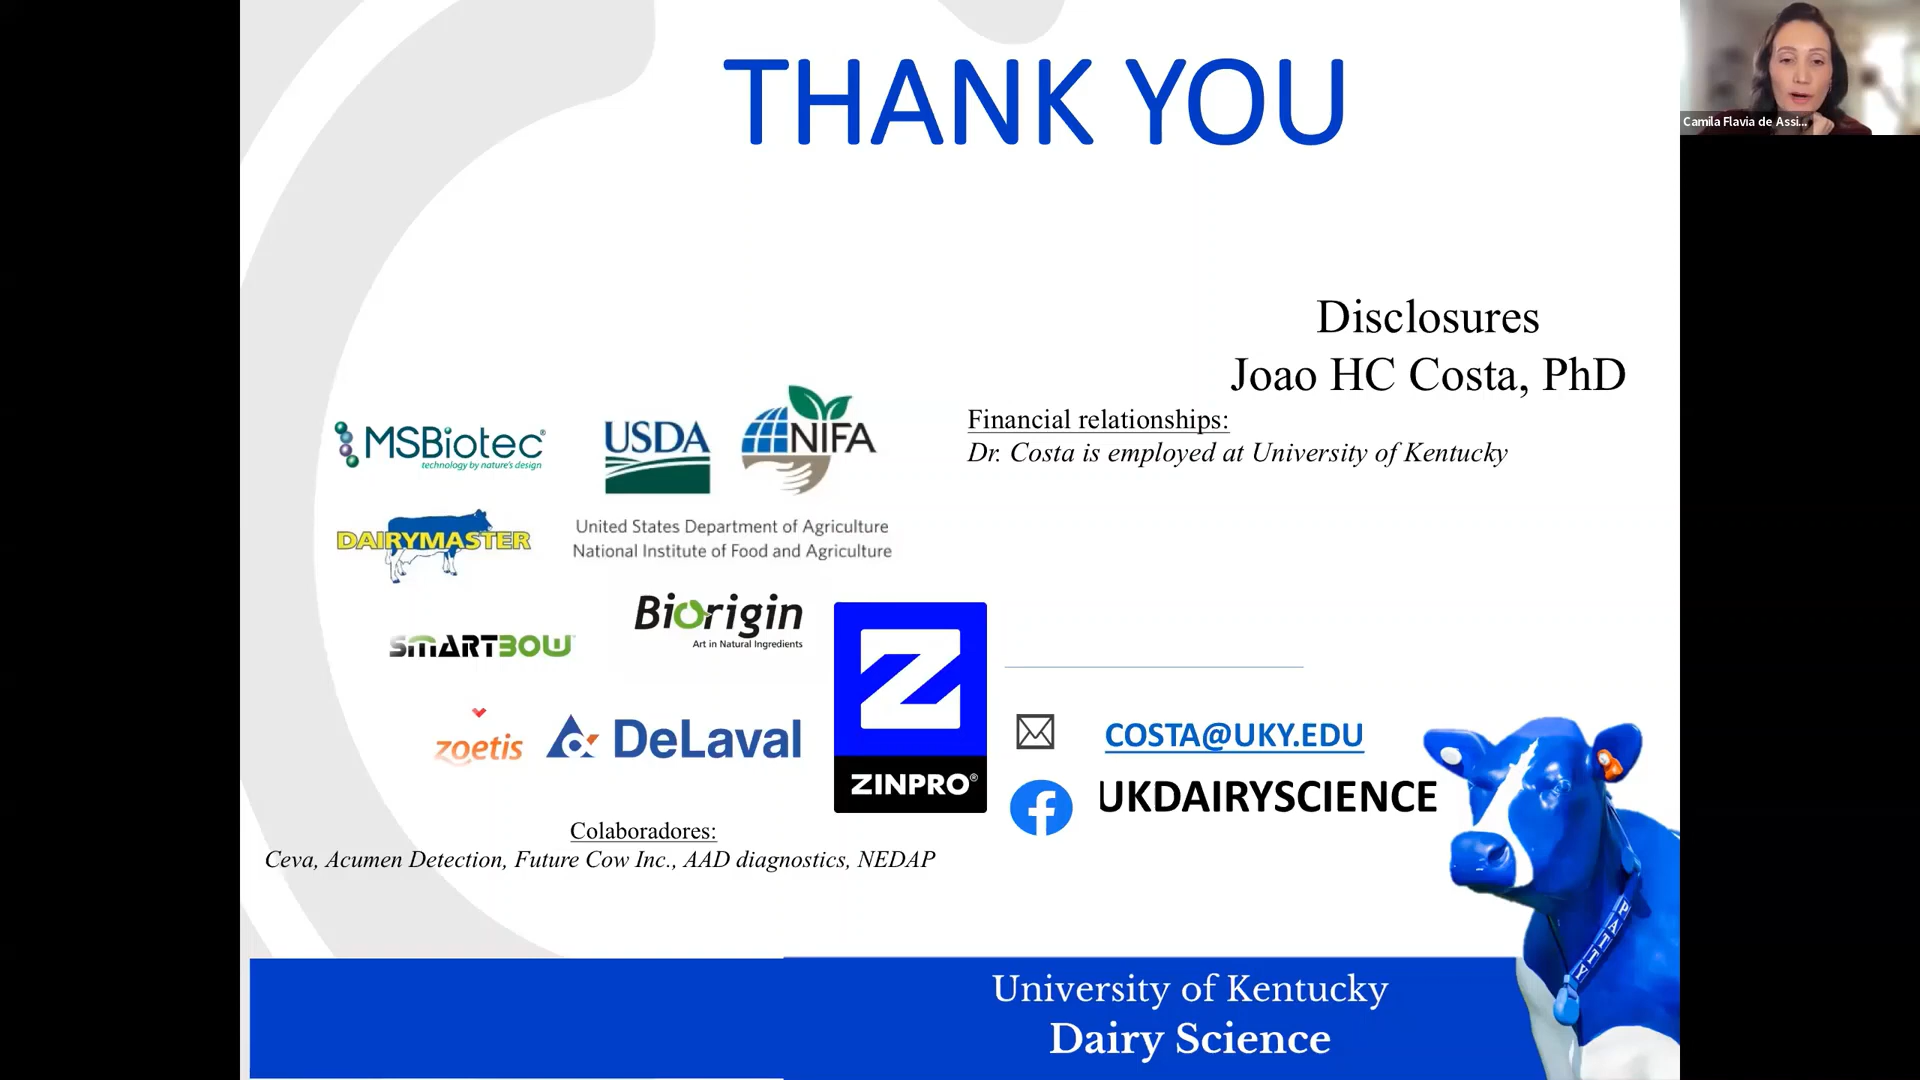 THANK YOU
Camila Flavia de Assi...
Disclosures
Joao HC Costa, PhD
Financial relationships:
Dr. Costa is employed at University of Kentucky
MSBiotec®
technology by nature's design
USDA
NIFA
United States Department of Agriculture
National Institute of Food and Agriculture
DAIRYMASTER
SMARTBOW
Biorigin
Art in Natural Ingredients
zoetis
DeLaval
Z
ZINPRO®
COSTA@UKY.EDU
UKDAIRYSCIENCE
Colaboradores:
Ceva, Acumen Detection, Future Cow Inc., AAD diagnostics, NEDAP
PATTY
University of Kentucky
Dairy Science